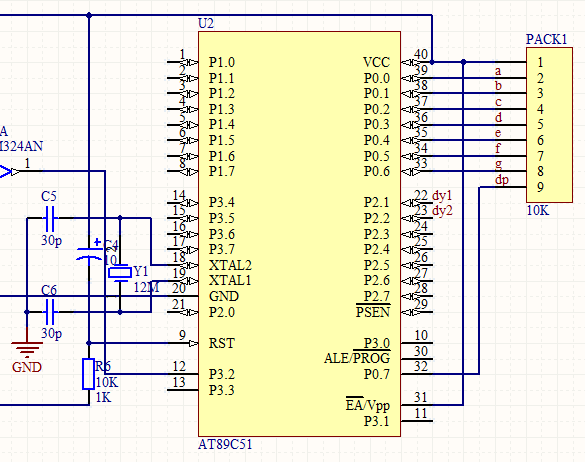 U2
PACK1
1 P1.0 VCC 40 1
2 P1.1 P0.0 39 a 2
3 P1.2 P0.1 38 b 3
4 P1.3 P0.2 37 c 4
5 P1.4 P0.3 36 d 5
6 P1.5 P0.4 35 e 6
7 P1.6 P0.5 34 f 7
8 P1.7 P0.6 33 g 8
dp 9
10K
A
M324AN
1
14 P3.4 P2.1 22 dy1
15 P3.5 P2.2 23 dy2
16 P3.6 P2.3 24
17 P3.7 P2.4 25
18 XTAL2 P2.5 26
19 XTAL1 P2.6 27
20 GND P2.7 28
21 P2.0 PSEN 29
C5
30p
+
C4
10
Y1
12M
C6
30p
GND
9 RST P3.0 10
ALE/PROG 30
12 P3.2 P0.7 32
13 P3.3
EA/Vpp 31
P3.1 11
R6
10K
1K
AT89C51